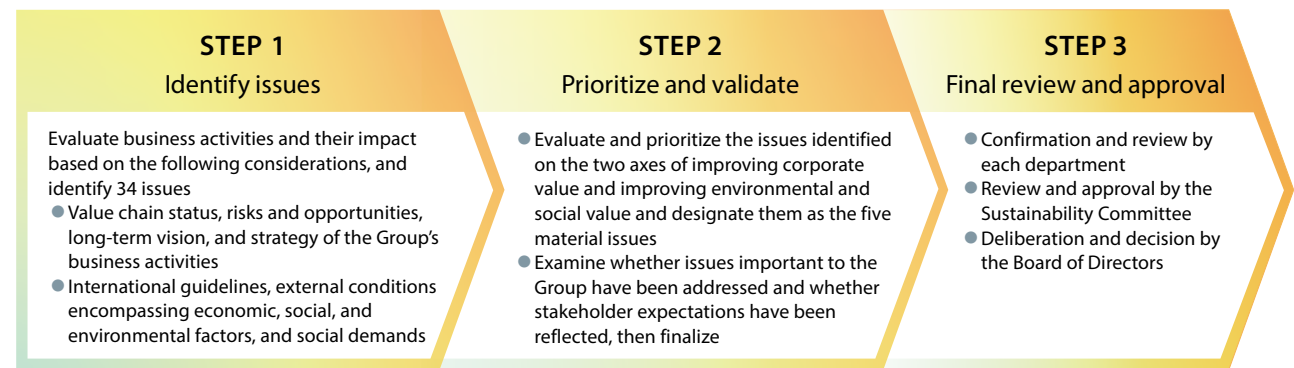 STEP 1
Identify issues
Evaluate business activities and their impact
based on the following considerations, and
identify 34 issues
● Value chain status, risks and opportunities,
long-term vision, and strategy of the Group's
business activities
● International guidelines, external conditions
encompassing economic, social, and
environmental factors, and social demands
STEP 2
Prioritize and validate
● Evaluate and prioritize the issues identified
on the two axes of improving corporate
value and improving environmental and
social value and designate them as the five
material issues
● Examine whether issues important to the
Group have been addressed and whether
stakeholder expectations have been
reflected, then finalize
STEP 3
Final review and approval
● Confirmation and review by
each department
● Review and approval by the
Sustainability Committee
● Deliberation and decision by
the Board of Directors